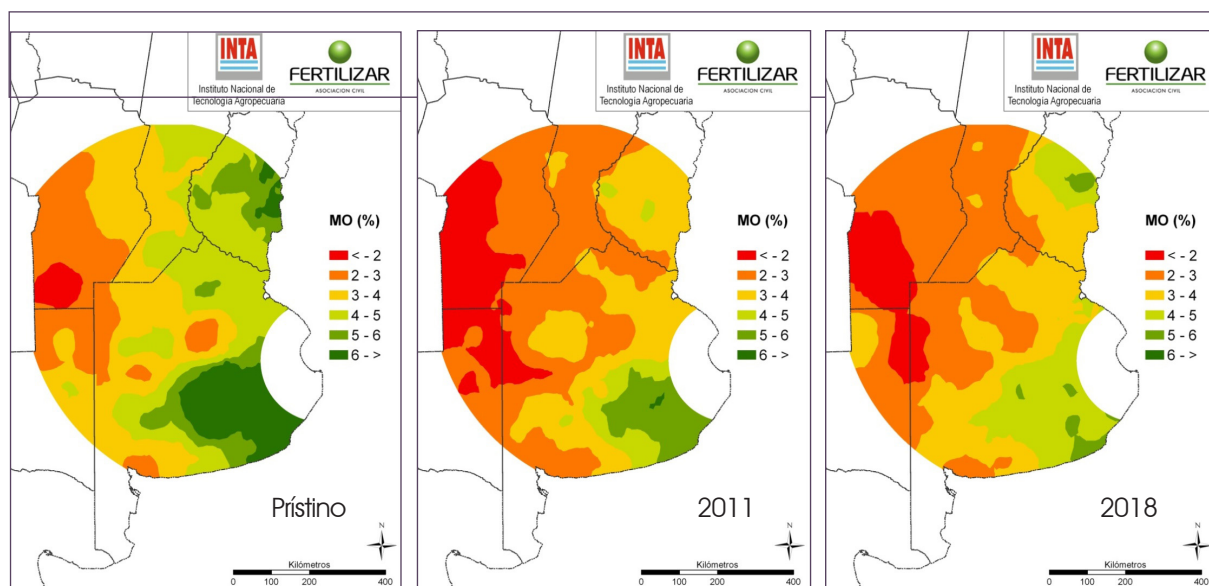 INTA
Instituto Nacional de
Tecnología Agropecuaria
FERTILIZAR
ASOCIACION CIVIL
MO (%)
< - 2
2 - 3
3 - 4
4 - 5
5 - 6
6 - >
Prístino
N
Kilómetros
0 100 200 400
INTA
Instituto Nacional de
Tecnología Agropecuaria
FERTILIZAR
ASOCIACION CIVIL
MO (%)
< - 2
2 - 3
3 - 4
4 - 5
5 - 6
6 - >
2011
N
Kilómetros
0 100 200 400
INTA
Instituto Nacional de
Tecnología Agropecuaria
FERTILIZAR
ASOCIACION CIVIL
MO (%)
< - 2
2 - 3
3 - 4
4 - 5
5 - 6
6 - >
2018
N
Kilómetros
0 100 200 400